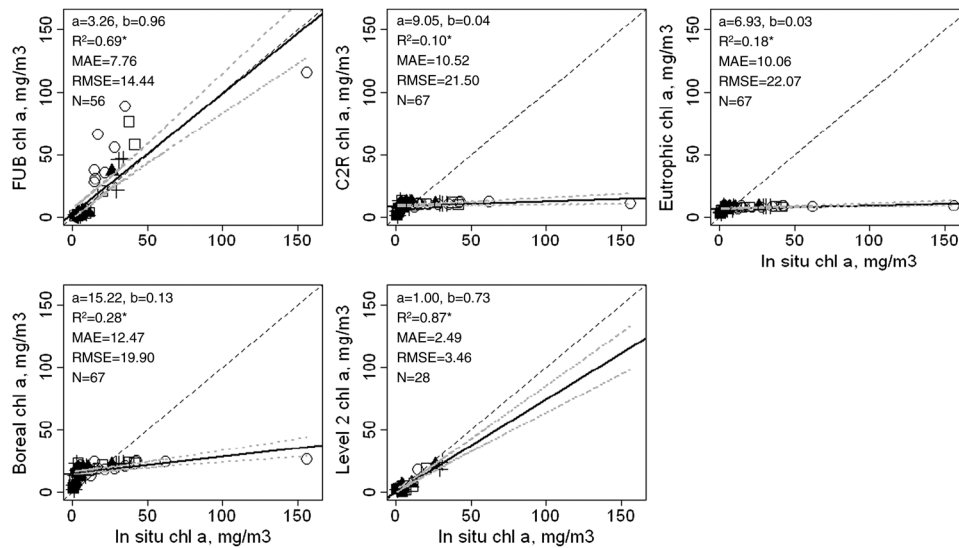 a=3.26, b=0.96
R²=0.69*
MAE=7.76
RMSE=14.44
N=56
FUB chl a, mg/m3
0 50 100 150
0 50 100 150
a=9.05, b=0.04
R²=0.10*
MAE=10.52
RMSE=21.50
N=67
C2R chl a, mg/m3
0 50 100 150
0 50 100 150
a=6.93, b=0.03
R²=0.18*
MAE=10.06
RMSE=22.07
N=67
Eutrophic chl a, mg/m3
0 50 100 150
0 50 100 150
In situ chl a, mg/m3
a=15.22, b=0.13
R²=0.28*
MAE=12.47
RMSE=19.90
N=67
Boreal chl a, mg/m3
0 50 100 150
0 50 100 150
In situ chl a, mg/m3
a=1.00, b=0.73
R²=0.87*
MAE=2.49
RMSE=3.46
N=28
Level 2 chl a, mg/m3
0 50 100 150
0 50 100 150
In situ chl a, mg/m3